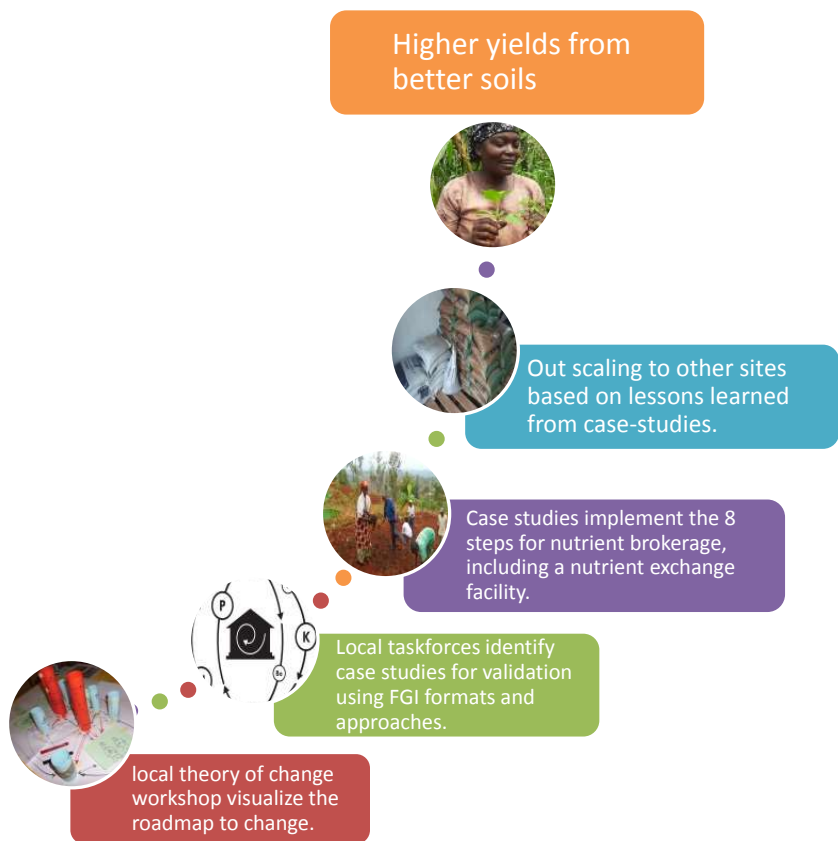 Higher yields from
better soils
Out scaling to other sites
based on lessons learned
from case-studies.
Case studies implement the 8
steps for nutrient brokerage,
including a nutrient exchange
facility.
P
K
Be
Local taskforces identify
case studies for validation
using FGI formats and
approaches.
local theory of change
workshop visualize the
roadmap to change.